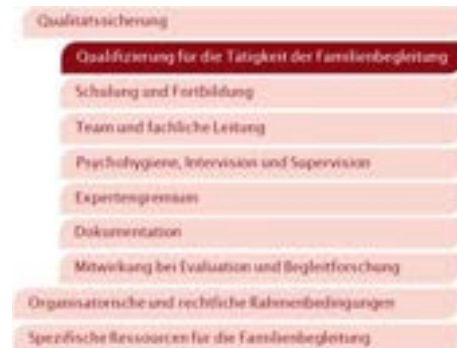 Qualitätssicherung
Qualifizierung für die Tätigkeit der Familienbegleitung
Schulung und Fortbildung
Team und fachliche Leitung
Psychohygiene, Intervision und Supervision
Expertengremium
Dokumentation
Mitwirkung bei Evaluation und Begleitforschung
Organisatorische und rechtliche Rahmenbedingungen
Spezifische Ressourcen für die Familienbegleitung